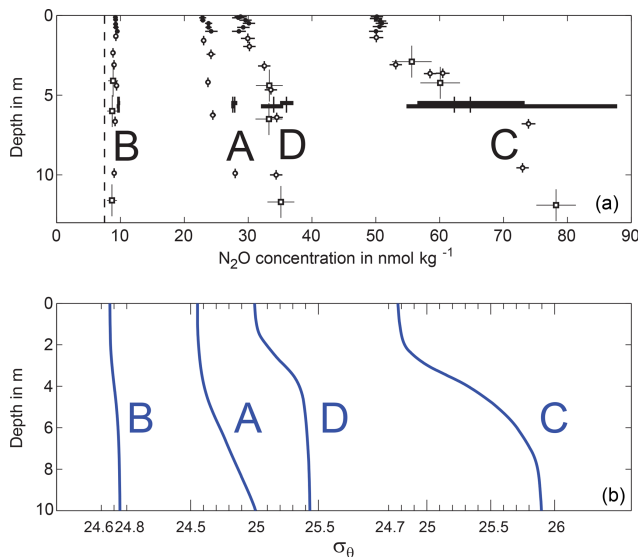 0
5
10
Depth in m
B
A
D
C
(a)
0 10 20 30 40 50 60 70 80 90
N2O concentration in nmol kg -1
0
2
4
6
8
10
Depth in m
B
A
D
C
(b)
24.6 24.8 24.5 25 25.5 24.7 25 25.5 26
σθ